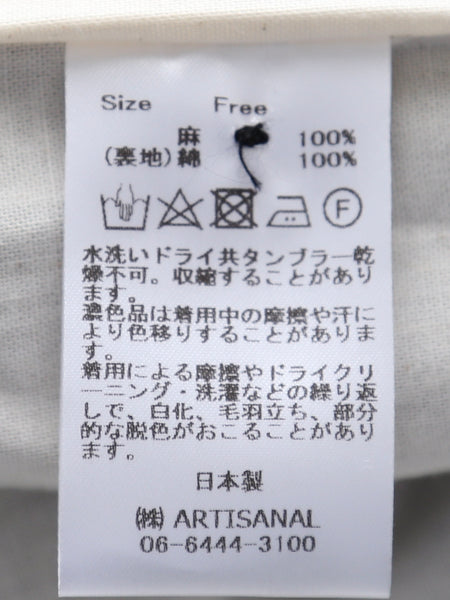 Size Free
麻 100%
(裏地)綿 100%
F
水洗いドライ共タンブラー乾
燥不可。収縮することがあり
ます。
濃色品は着用中の摩擦や汗に
より色移りすることがありま
す。
着用による摩擦やドライクリ
ーニング・洗濯などの繰り返
しで、白化、毛羽立ち、部分
的な脱色がおこることがあり
ます。
日本製
㈱ ARTISANAL
06-6444-3100